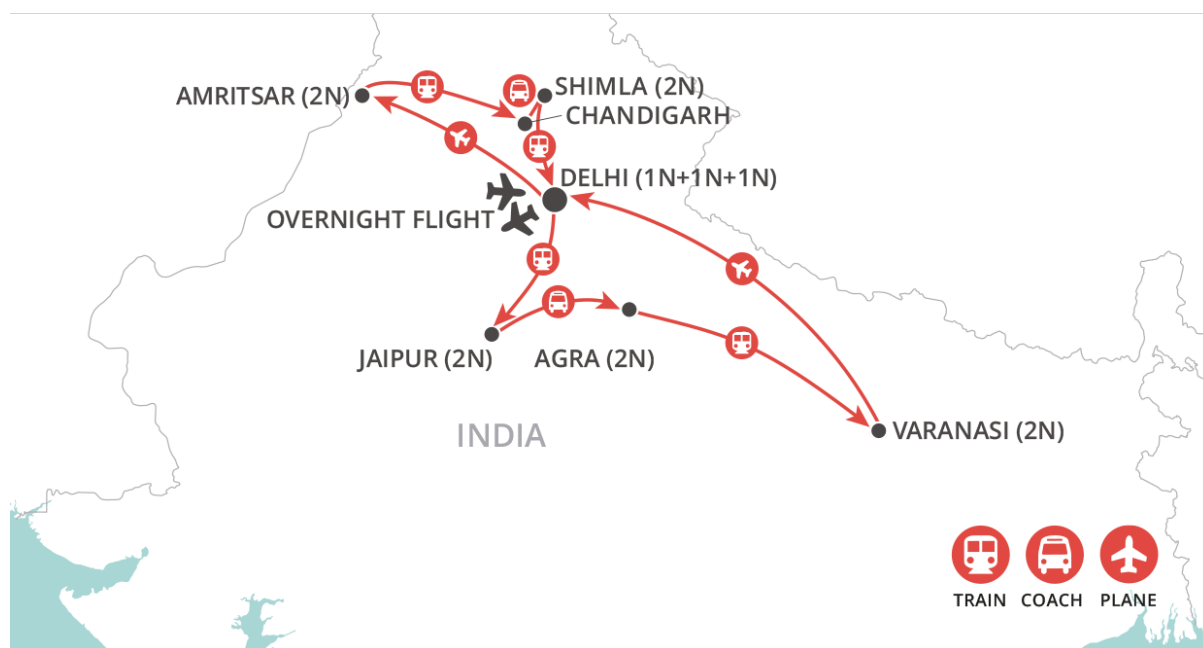 AMRITSAR (2N)
SHIMLA (2N)
CHANDIGARH
DELHI (1N+1N+1N)
OVERNIGHT FLIGHT
JAIPUR (2N)
AGRA (2N)
INDIA
VARANASI (2N)
TRAIN COACH PLANE